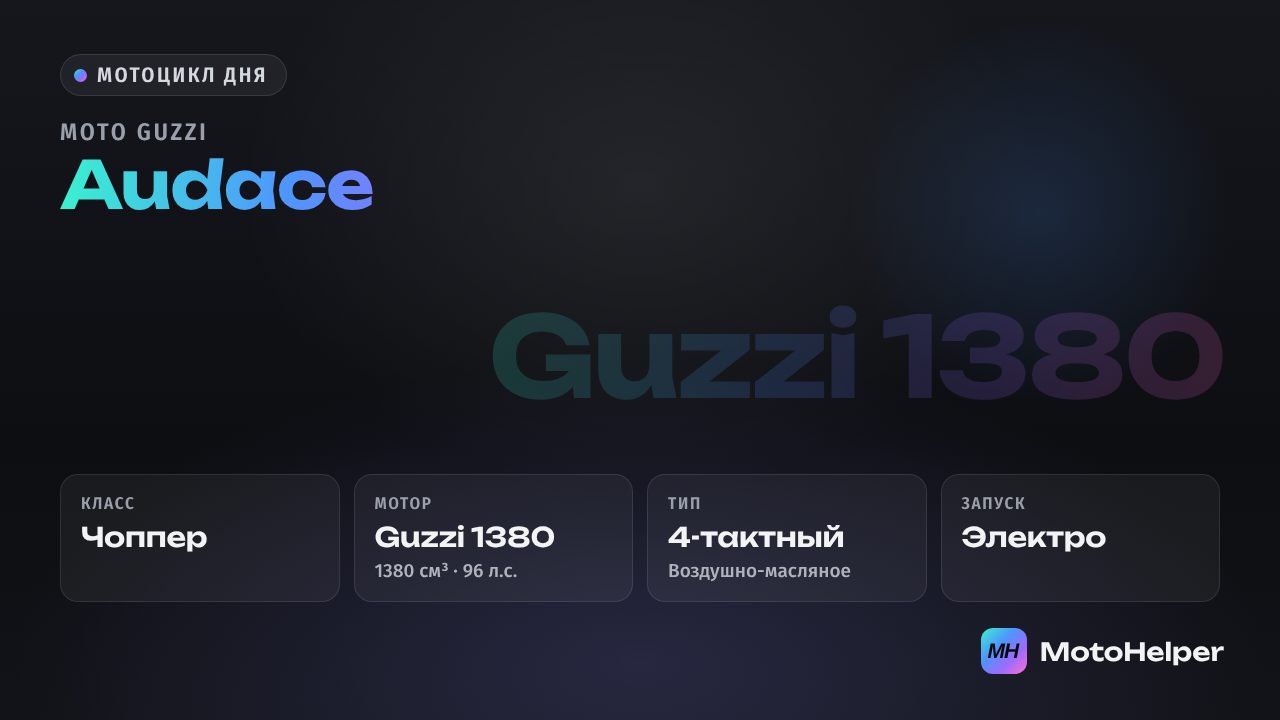 МОТОЦИКЛ ДНЯ
MOTO GUZZI
Audace
Guzzi 1380
КЛАСС
Чоппер
МОТОР
Guzzi 1380
1380 см³ · 96 л.с.
ТИП
4-тактный
Воздушно-масляное
ЗАПУСК
Электро
MH MotoHelper